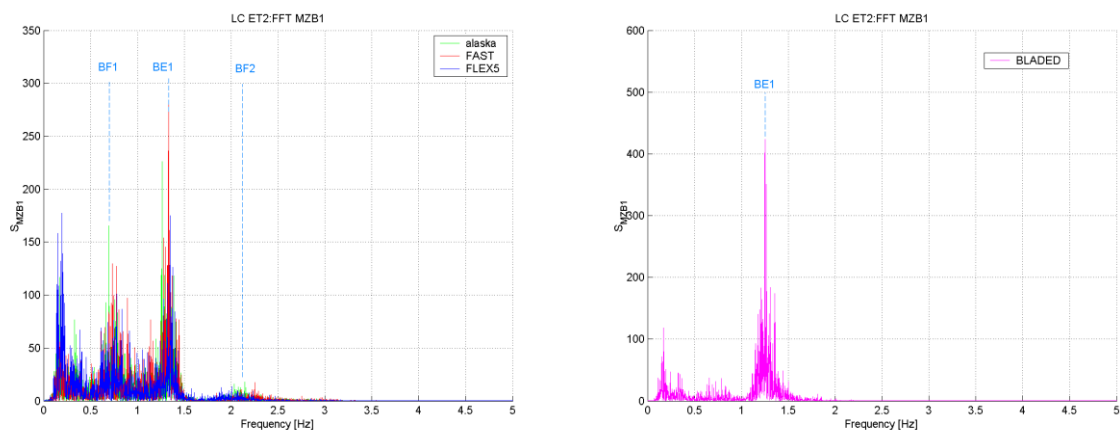 LC ET2:FFT MZB1
350
300
250
200
150
100
50
0
S_MZB1
BF1
BE1
BF2
alaska
FAST
FLEX5
0 0.5 1 1.5 2 2.5 3 3.5 4 4.5 5
Frequency [Hz]
LC ET2:FFT MZB1
600
500
400
300
200
100
0
S_MZB1
BE1
BLADED
0 0.5 1 1.5 2 2.5 3 3.5 4 4.5 5
Frequency [Hz]